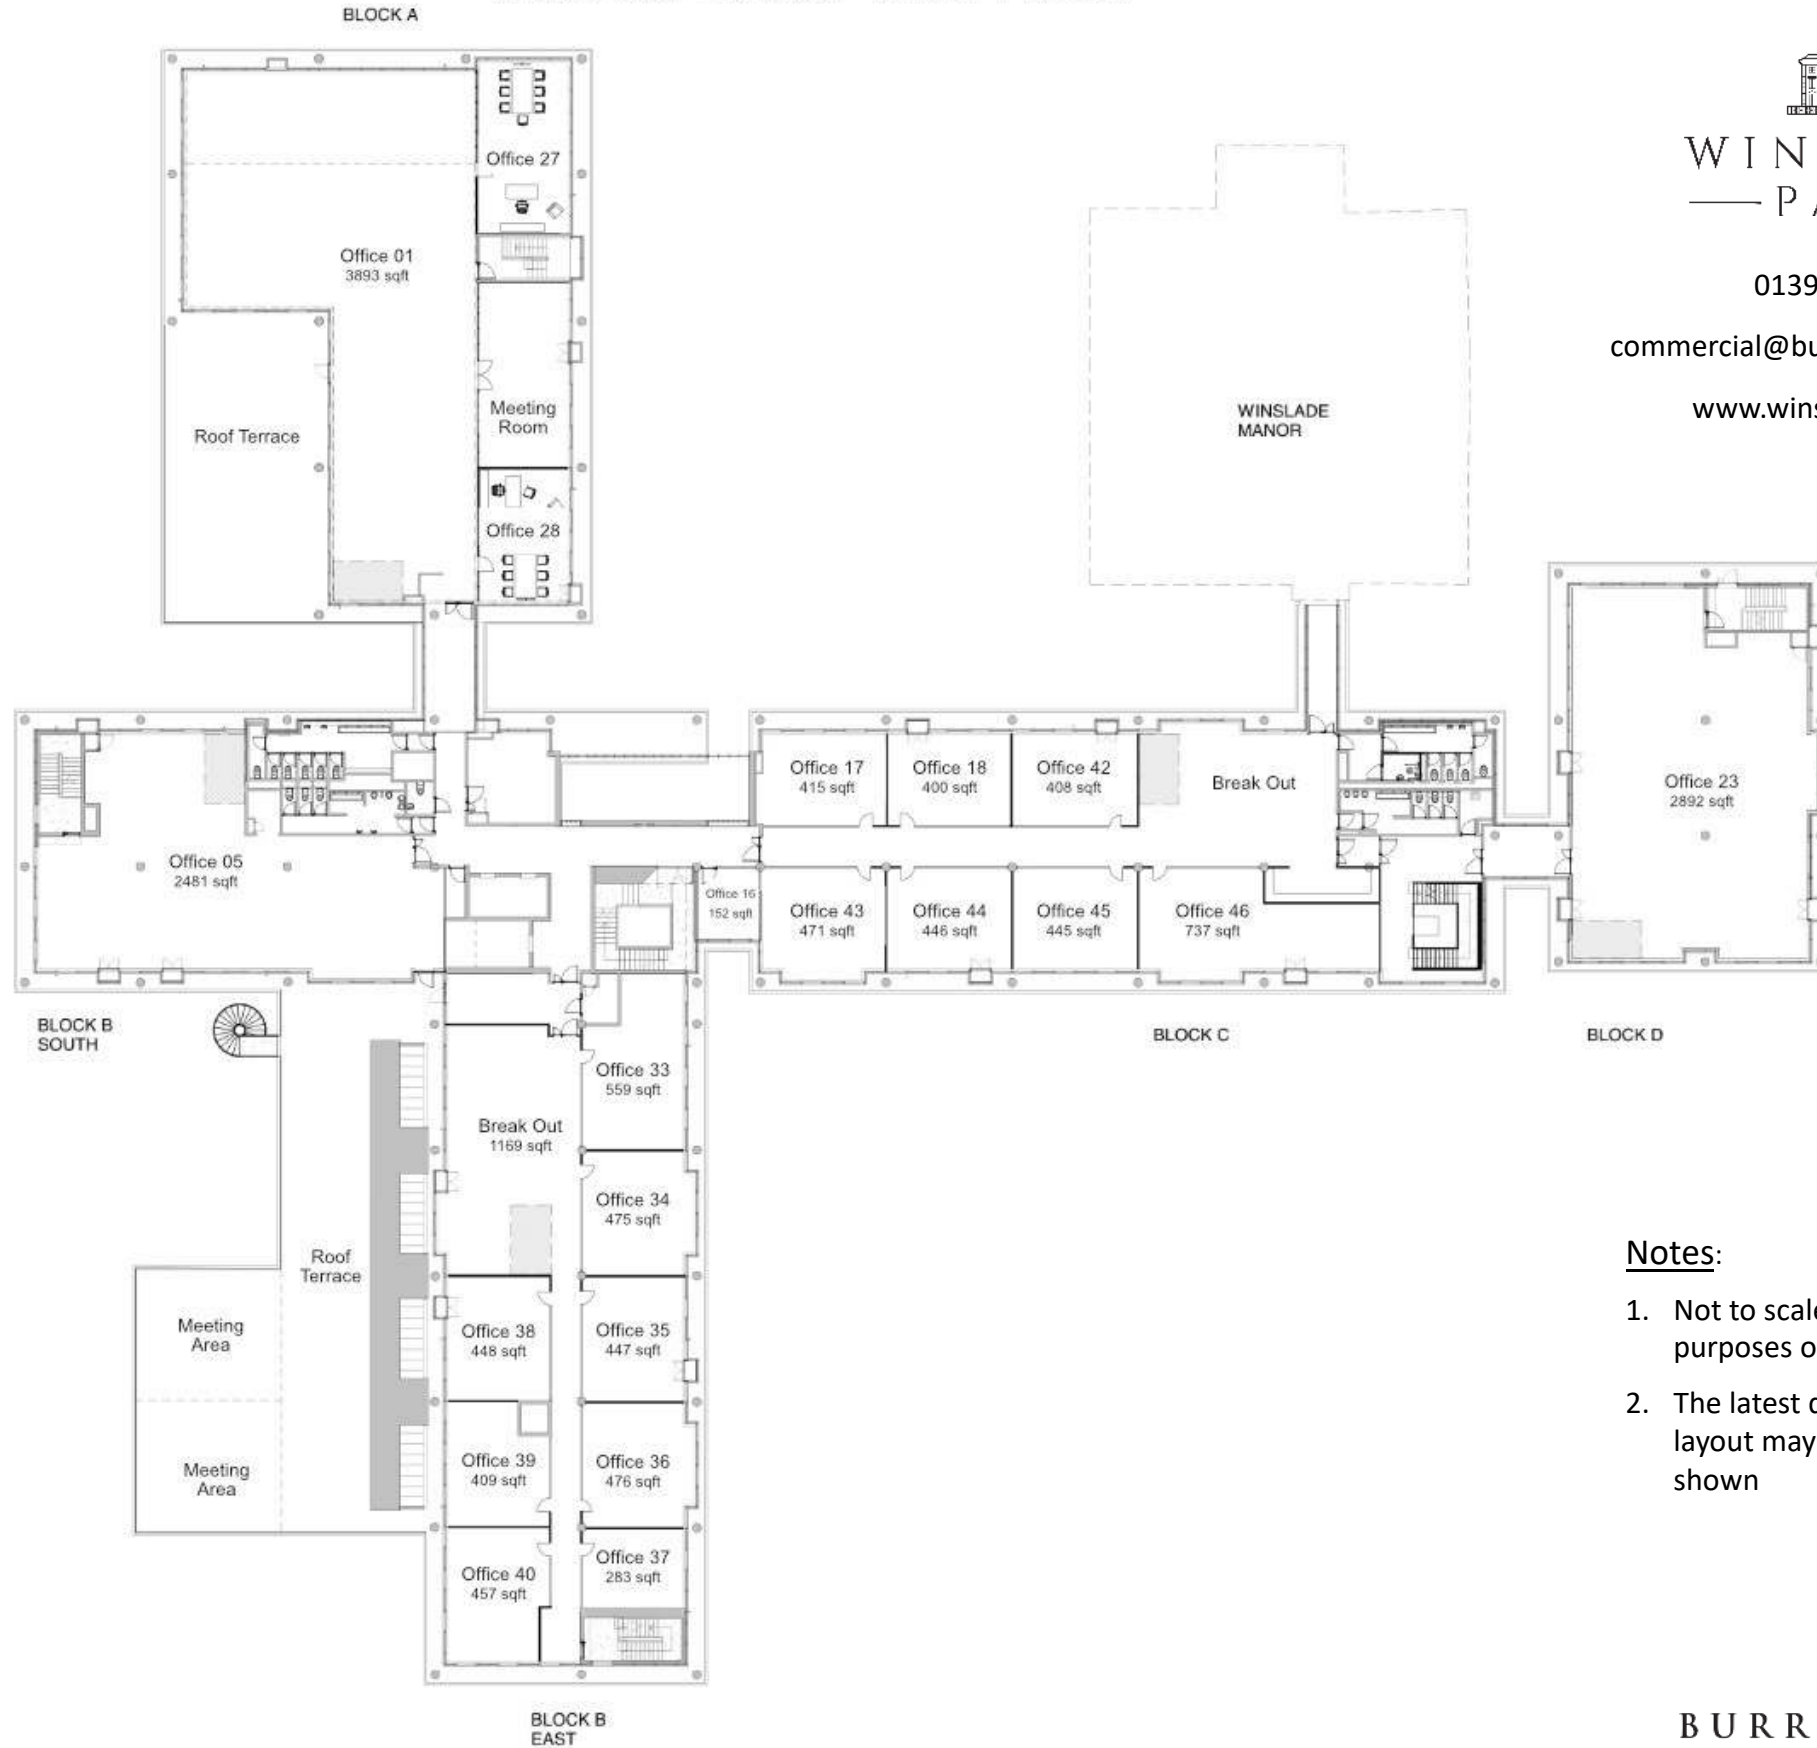 BLOCK A
Office 27
Office 01
3893 sqft
Meeting
Room
Roof Terrace
Office 28
WINSLADE
MANOR
WIN
PA
0139
commercial@bu
www.wins
Office 17
415 sqft
Office 18
400 sqft
Office 42
408 sqft
Break Out
Office 23
2892 sqft
Office 05
2481 sqft
Office 16
152 sqft
Office 43
471 sqft
Office 44
446 sqft
Office 45
445 sqft
Office 46
737 sqft
BLOCK B
SOUTH
BLOCK C
BLOCK D
Office 33
559 sqft
Break Out
1169 sqft
Office 34
475 sqft
Roof
Terrace
Meeting
Area
Office 38
448 sqft
Office 35
447 sqft
Meeting
Area
Office 39
409 sqft
Office 36
476 sqft
Office 40
457 sqft
Office 37
283 sqft
BLOCK B
EAST
Notes:
1. Not to scale
purposes o
2. The latest
layout may
shown
BURR